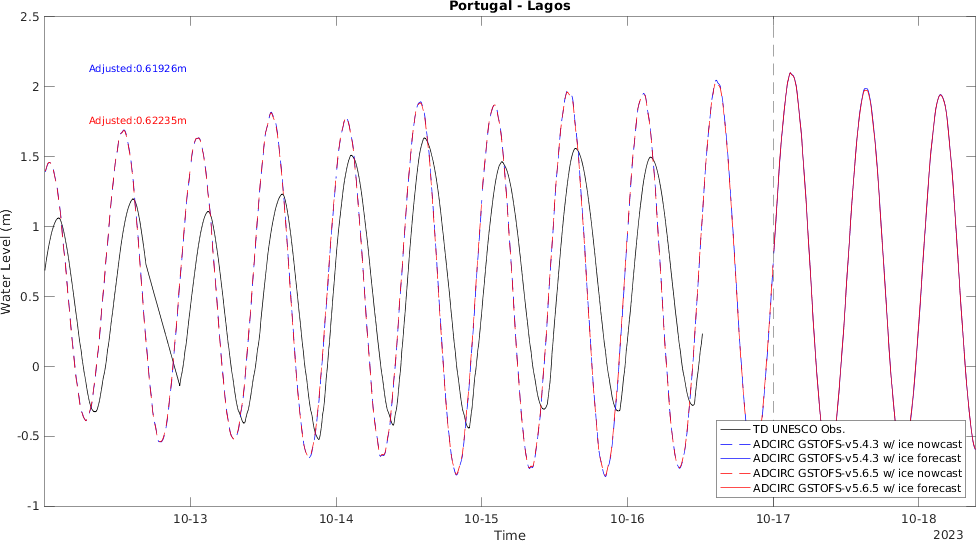 Portugal - Lagos
2.5
2
1.5
1
0.5
0
-0.5
-1
Water Level (m)
Adjusted:0.61926m
Adjusted:0.62235m
TD UNESCO Obs.
ADCIRC GSTOFS-v5.4.3 w/ ice nowcast
ADCIRC GSTOFS-v5.4.3 w/ ice forecast
ADCIRC GSTOFS-v5.6.5 w/ ice nowcast
ADCIRC GSTOFS-v5.6.5 w/ ice forecast
10-13 10-14 10-15 10-16 10-17 10-18
Time
2023